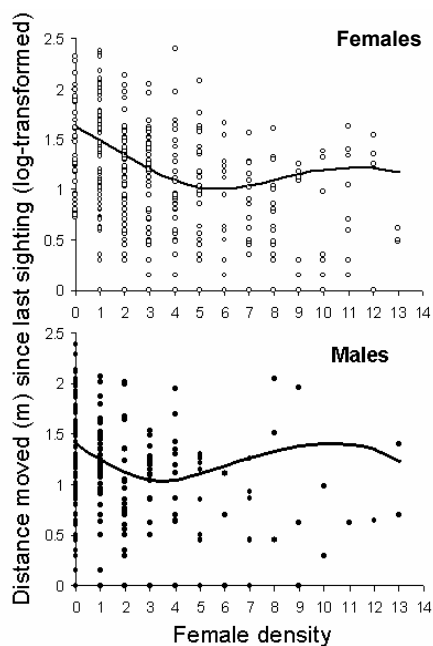 Distance moved (m) since last sighting (log-transformed)
Females
2.5
2
1.5
1
0.5
0
0 1 2 3 4 5 6 7 8 9 10 11 12 13 14
Males
2.5
2
1.5
1
0.5
0
0 1 2 3 4 5 6 7 8 9 10 11 12 13 14
Female density